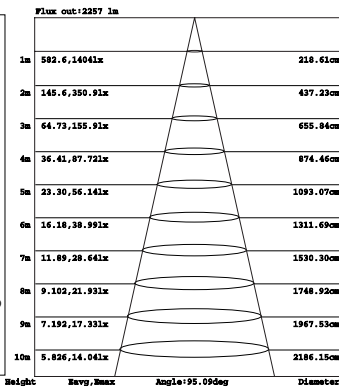 Flux out:2257 lm
1m 582.6,1404lx 218.61cm
2m 145.6,350.9lx 437.23cm
3m 64.73,155.9lx 655.84cm
4m 36.41,87.72lx 874.46cm
5m 23.30,56.14lx 1093.07cm
6m 16.18,38.99lx 1311.69cm
7m 11.89,28.64lx 1530.30cm
8m 9.102,21.93lx 1748.92cm
9m 7.192,17.33lx 1967.53cm
10m 5.826,14.04lx 2186.15cm
Height Eavg,Emax Angle:95.09deg Diameter